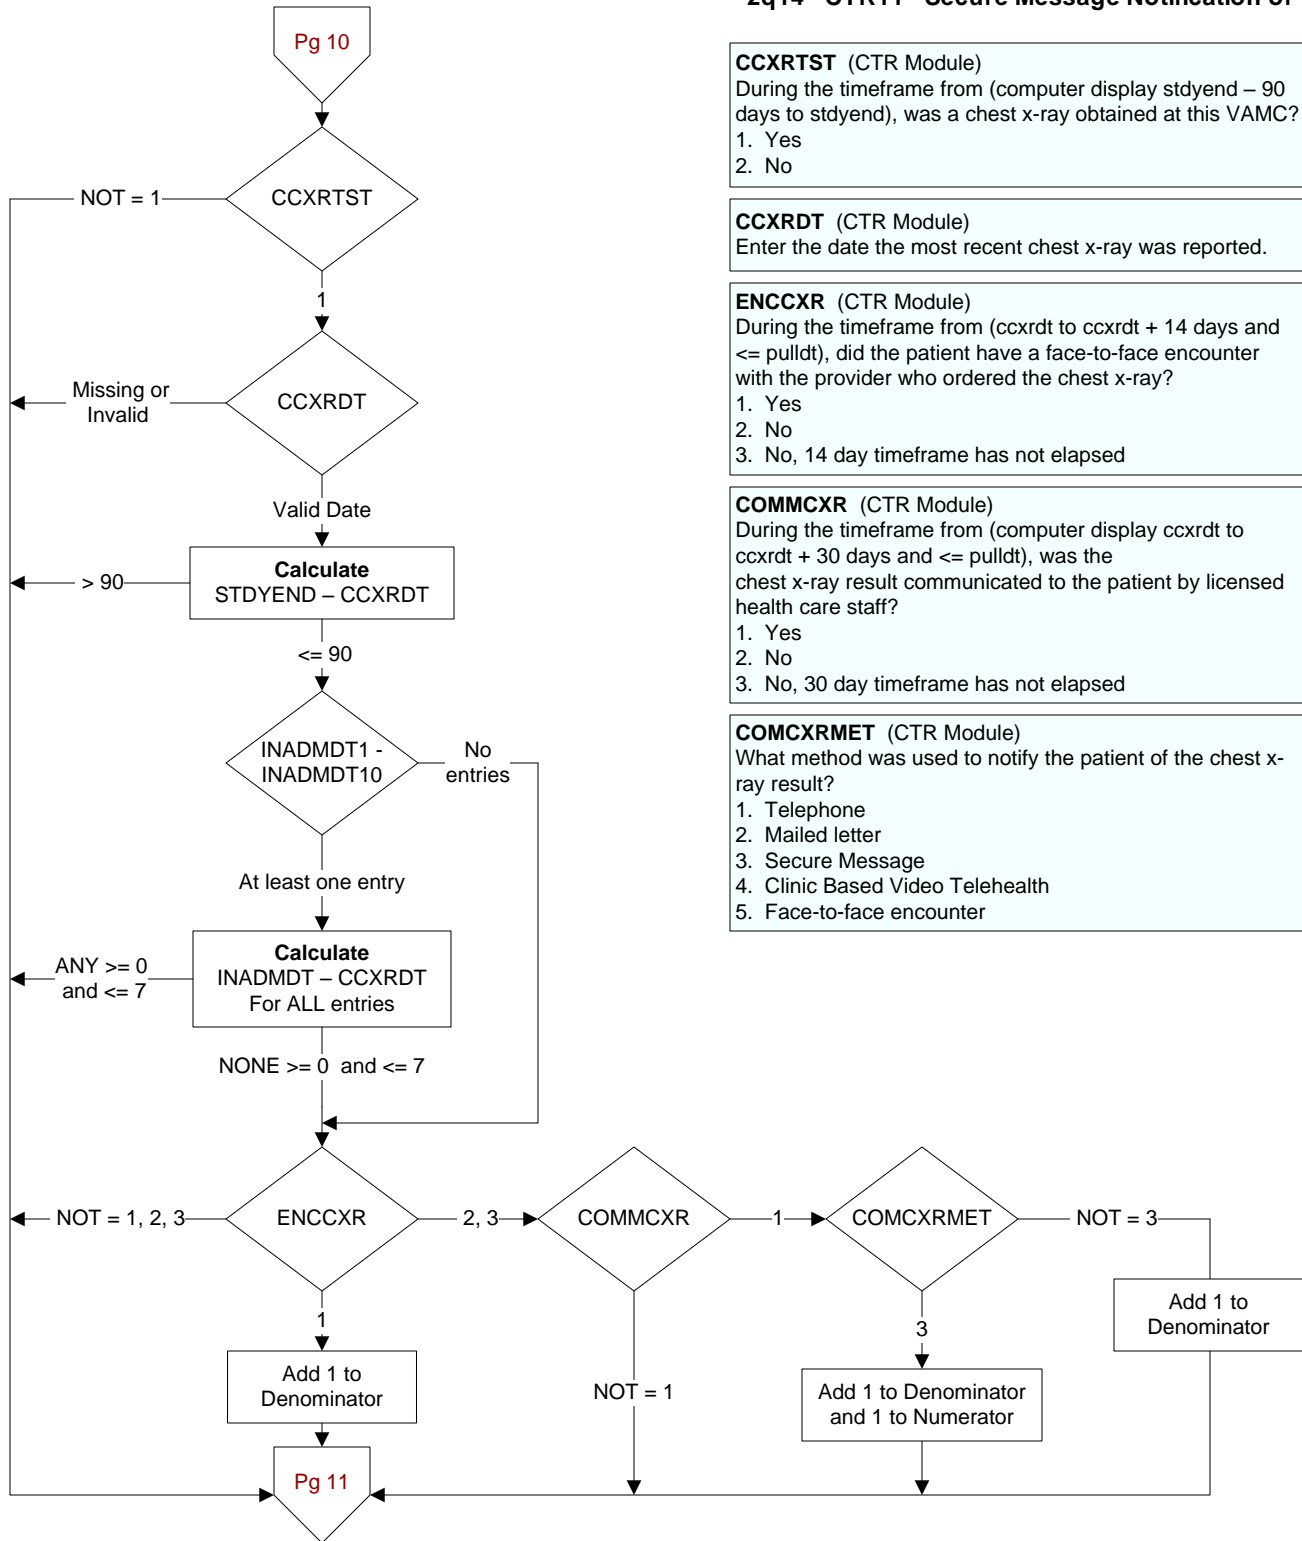 2q14 CTR11 Secure Message Notification of
Pg 10
CCXRTST (CTR Module)
During the timeframe from (computer display stdyend – 90
days to stdyend), was a chest x-ray obtained at this VAMC?
1. Yes
2. No
CCXRDT (CTR Module)
Enter the date the most recent chest x-ray was reported.
ENCCXR (CTR Module)
During the timeframe from (ccxrdt to ccxrdt + 14 days and
<= pulldt), did the patient have a face-to-face encounter
with the provider who ordered the chest x-ray?
1. Yes
2. No
3. No, 14 day timeframe has not elapsed
COMMCXR (CTR Module)
During the timeframe from (computer display ccxrdt to
ccxrdt + 30 days and <= pulldt), was the
chest x-ray result communicated to the patient by licensed
health care staff?
1. Yes
2. No
3. No, 30 day timeframe has not elapsed
COMCXRMET (CTR Module)
What method was used to notify the patient of the chest x-
ray result?
1. Telephone
2. Mailed letter
3. Secure Message
4. Clinic Based Video Telehealth
5. Face-to-face encounter
CCXRTST
NOT = 1
1
CCXRDT
Missing or
Invalid
Valid Date
Calculate
STDYEND – CCXRDT
> 90
<= 90
INADMDT1 -
INADMDT10
No
entries
At least one entry
Calculate
INADMDT – CCXRDT
For ALL entries
ANY >= 0
and <= 7
NONE >= 0 and <= 7
NOT = 1, 2, 3
ENCCXR
2, 3
COMMCXR
1
COMCXRMET
NOT = 3
1
Add 1 to
Denominator
NOT = 1
3
Add 1 to Denominator
and 1 to Numerator
Add 1 to
Denominator
Pg 11